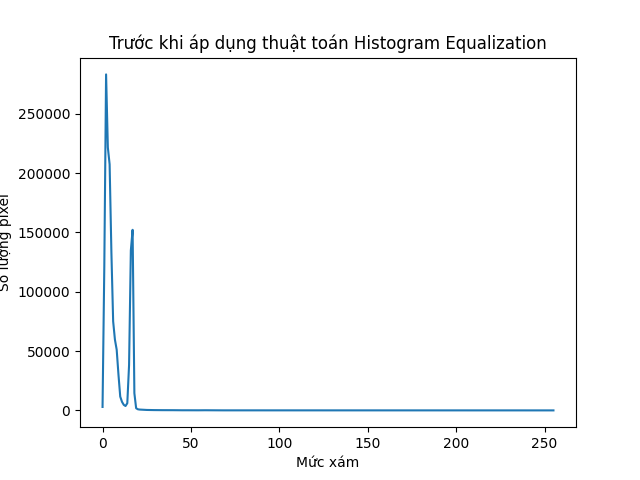 Trước khi áp dụng thuật toán Histogram Equalization
250000
200000
150000
100000
50000
0
Số lượng pixel
0 50 100 150 200 250
Mức xám